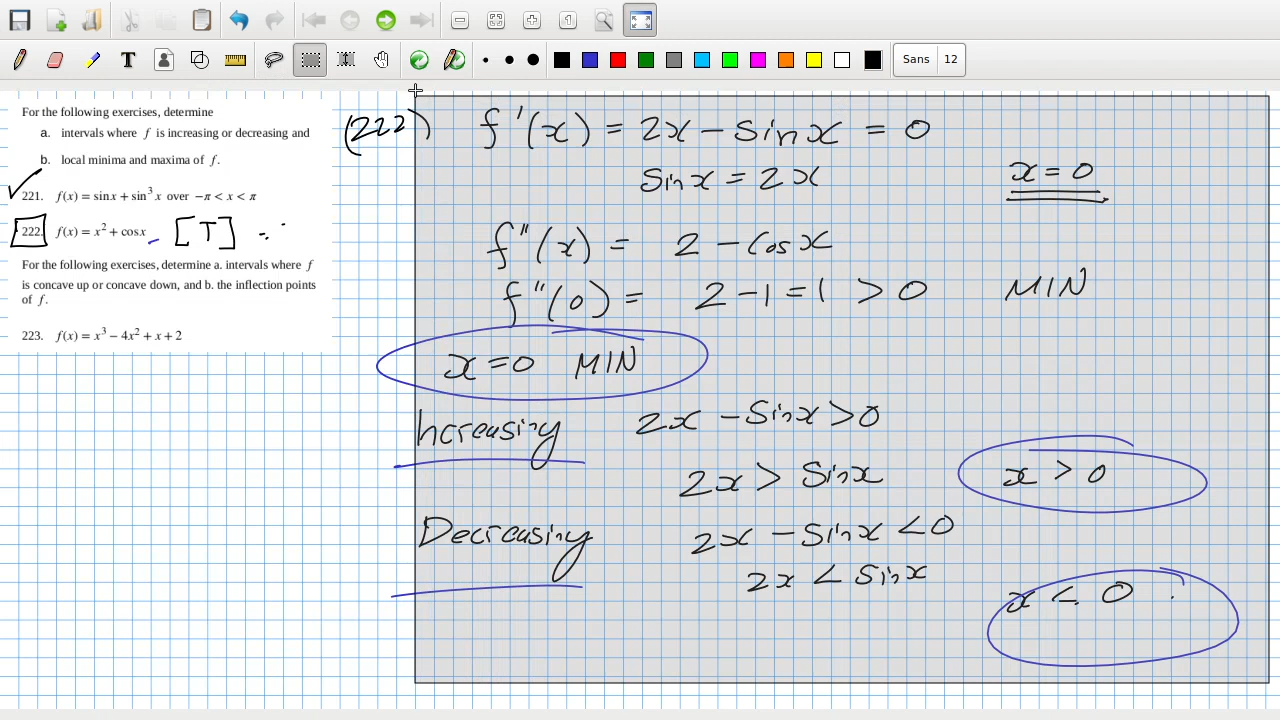 Sans 12
For the following exercises, determine
a. intervals where f is increasing or decreasing and
b. local minima and maxima of f.
221. f(x) = sin x + sin³ x over −π < x < π
222. f(x) = x² + cos x [T]
For the following exercises, determine a. intervals where f
is concave up or concave down, and b. the inflection points
of f.
223. f(x) = x³ − 4x² + x + 2
(222) f'(x) = 2x − sin x = 0
sin x = 2x x = 0
f''(x) = 2 − cos x
f''(0) = 2 − 1 = 1 > 0 MIN
x = 0 MIN
Increasing 2x − sin x > 0
2x > sin x x > 0
Decreasing 2x − sin x < 0
2x < sin x
x < 0